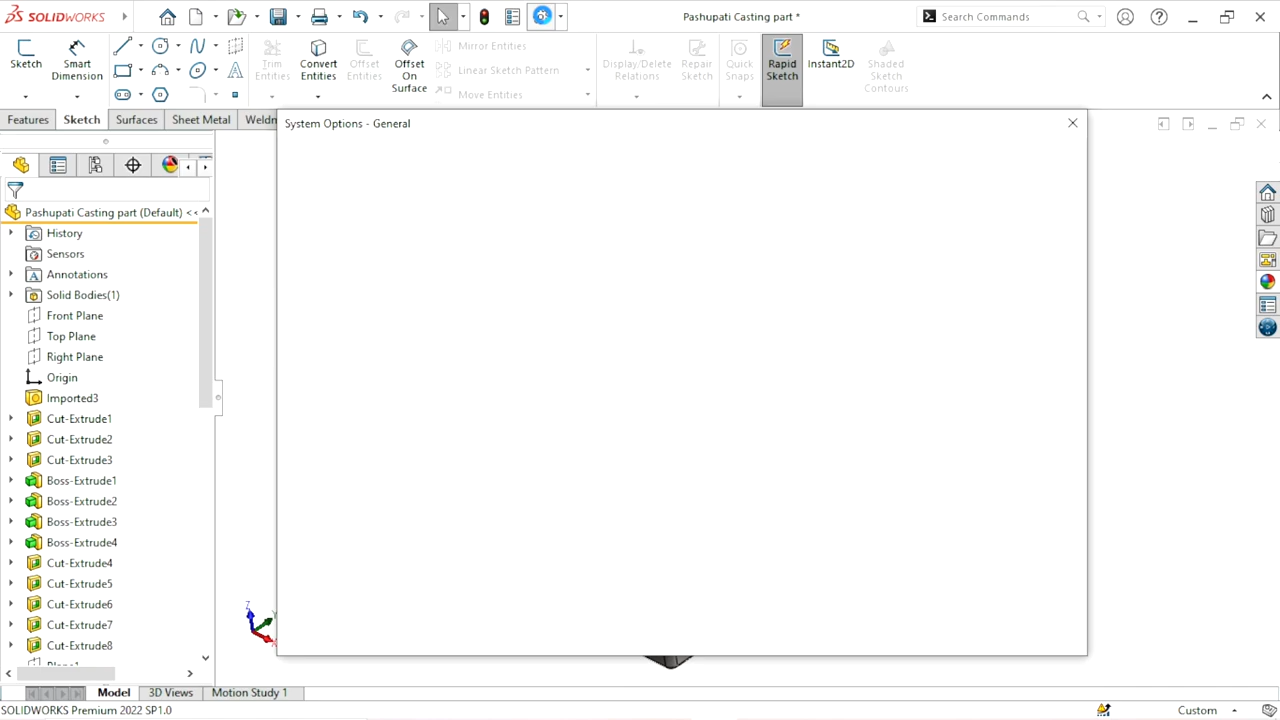 SOLIDWORKS
Pashupati Casting part *
Search Commands
Sketch
Smart Dimension
Trim Entities
Convert Entities
Offset Entities
Offset On Surface
Mirror Entities
Linear Sketch Pattern
Move Entities
Display/Delete Relations
Repair Sketch
Quick Snaps
Rapid Sketch
Instant2D
Shaded Sketch Contours
Features
Sketch
Surfaces
Sheet Metal
System Options - General
Pashupati Casting part (Default) <<
History
Sensors
Annotations
Solid Bodies(1)
Front Plane
Top Plane
Right Plane
Origin
Imported3
Cut-Extrude1
Cut-Extrude2
Cut-Extrude3
Boss-Extrude1
Boss-Extrude2
Boss-Extrude3
Boss-Extrude4
Cut-Extrude4
Cut-Extrude5
Cut-Extrude6
Cut-Extrude7
Cut-Extrude8
Z
Model
3D Views
Motion Study 1
SOLIDWORKS Premium 2022 SP1.0
Custom